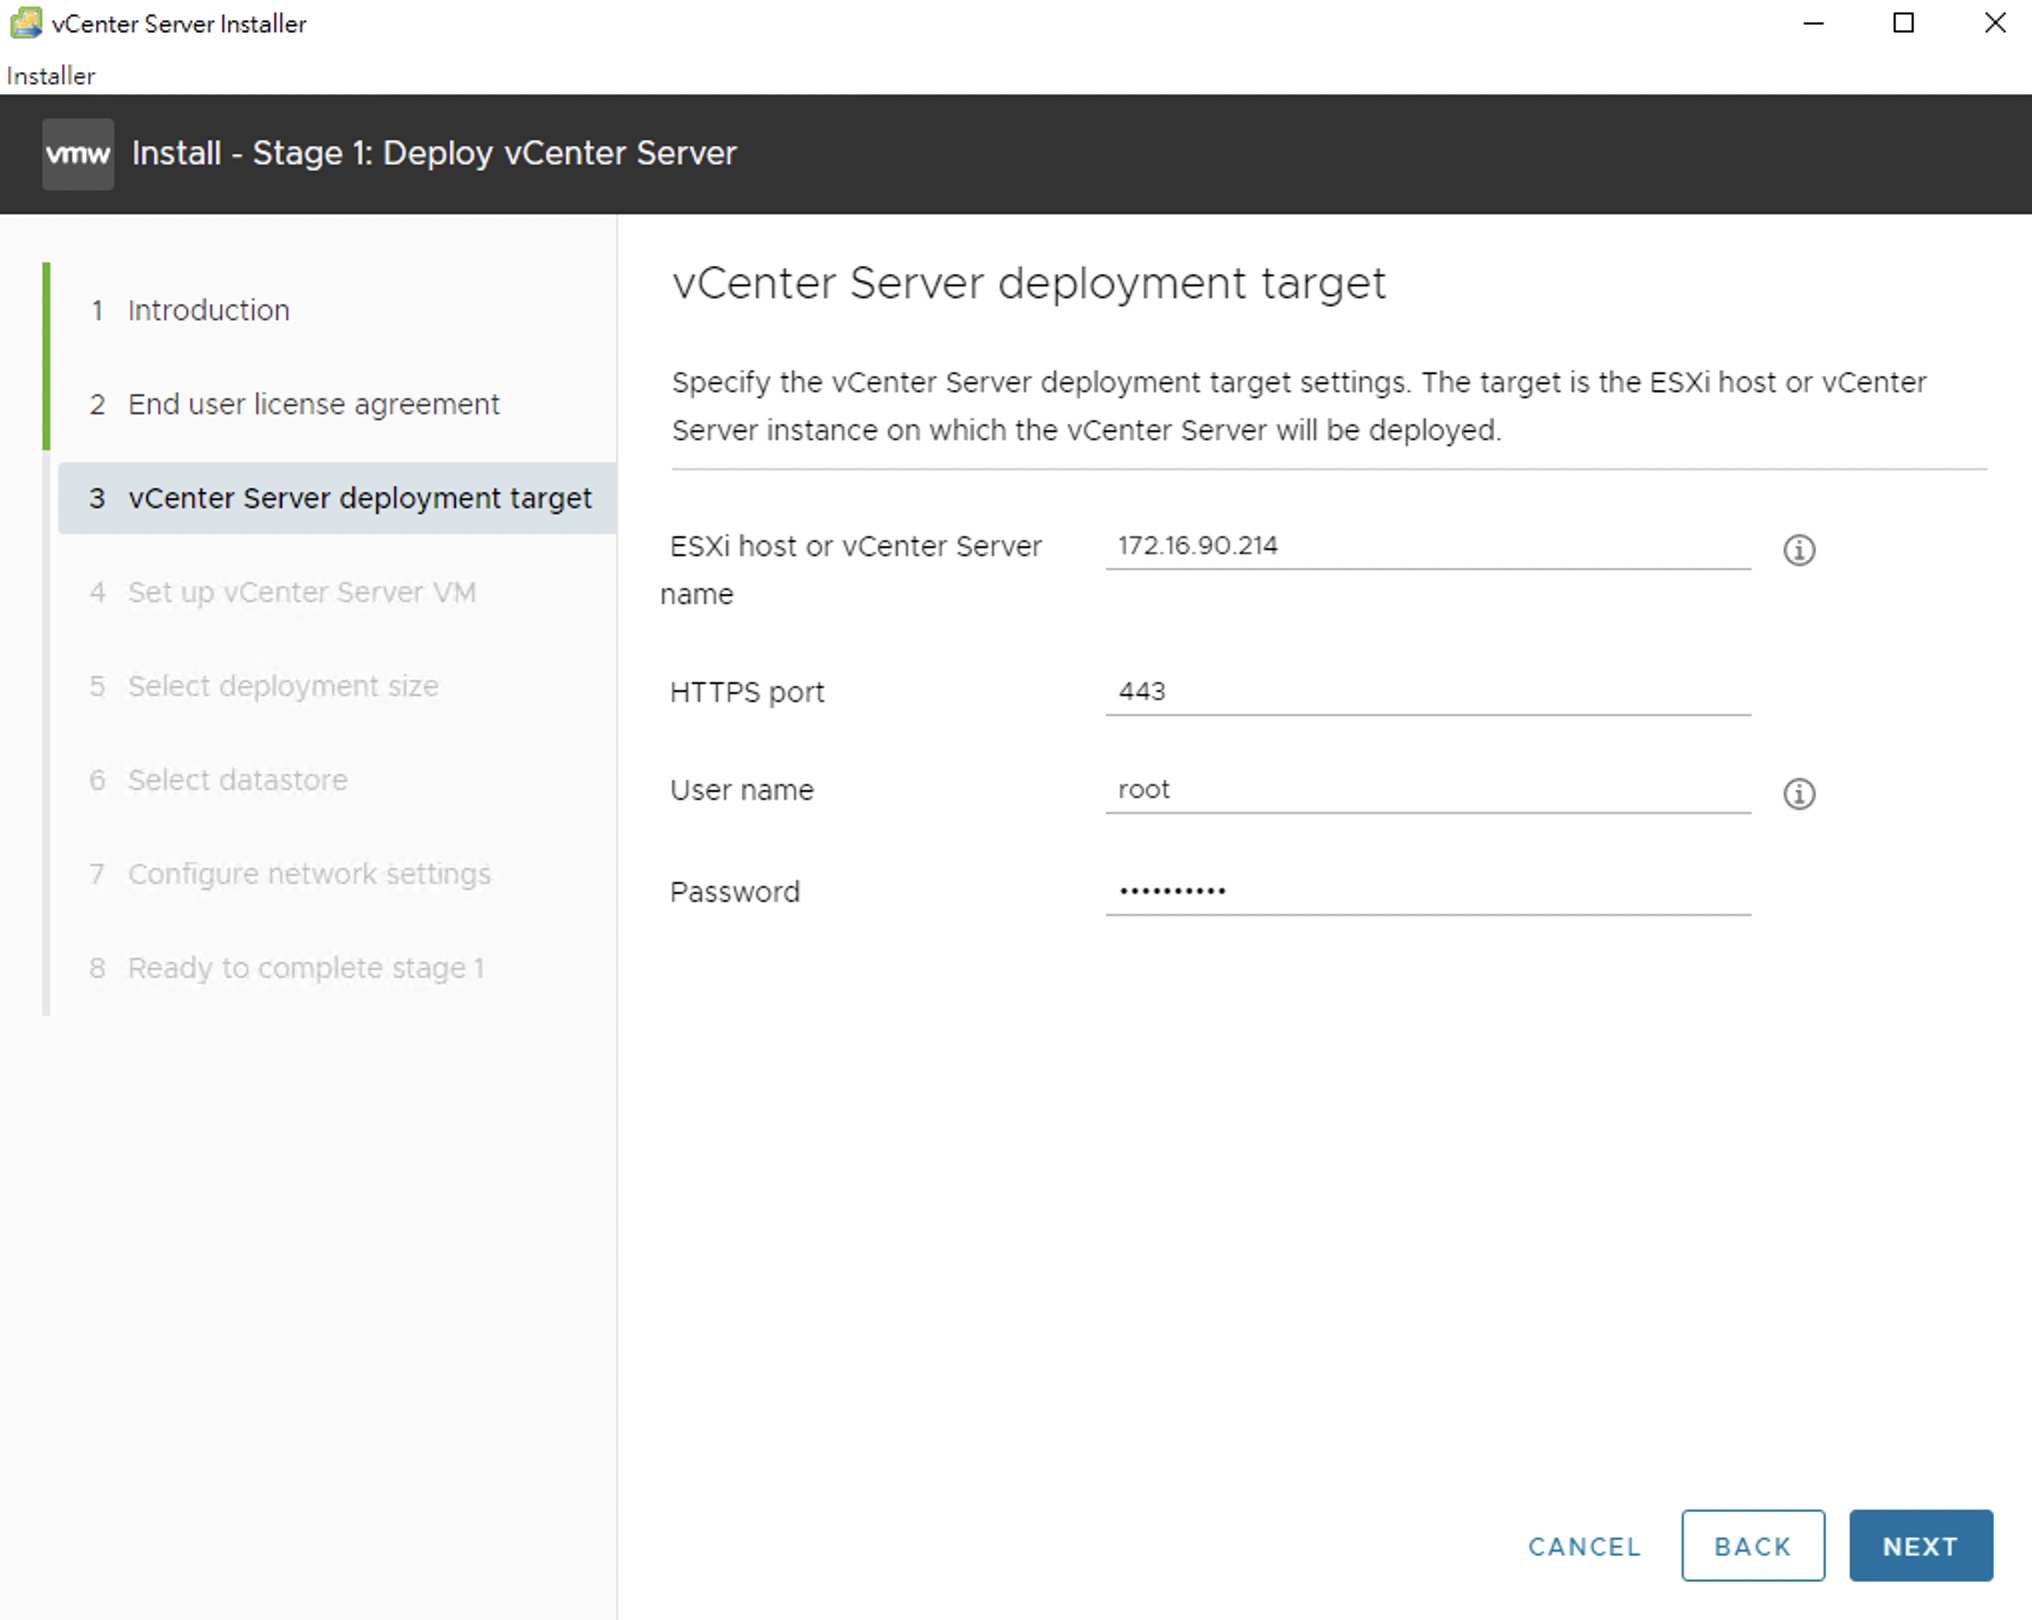 vCenter Server Installer
Installer
vmw Install - Stage 1: Deploy vCenter Server
1 Introduction
2 End user license agreement
3 vCenter Server deployment target
4 Set up vCenter Server VM
5 Select deployment size
6 Select datastore
7 Configure network settings
8 Ready to complete stage 1
vCenter Server deployment target
Specify the vCenter Server deployment target settings. The target is the ESXi host or vCenter
Server instance on which the vCenter Server will be deployed.
ESXi host or vCenter Server 172.16.90.214
name
HTTPS port 443
User name root
Password ••••••••••
CANCEL BACK NEXT